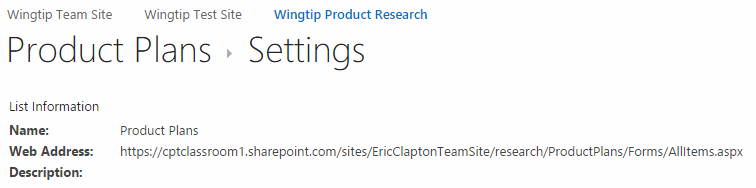 Wingtip Team Site Wingtip Test Site Wingtip Product Research
Product Plans ▸ Settings
List Information
Name: Product Plans
Web Address: https://cptclassroom1.sharepoint.com/sites/EricClaptonTeamSite/research/ProductPlans/Forms/AllItems.aspx
Description: